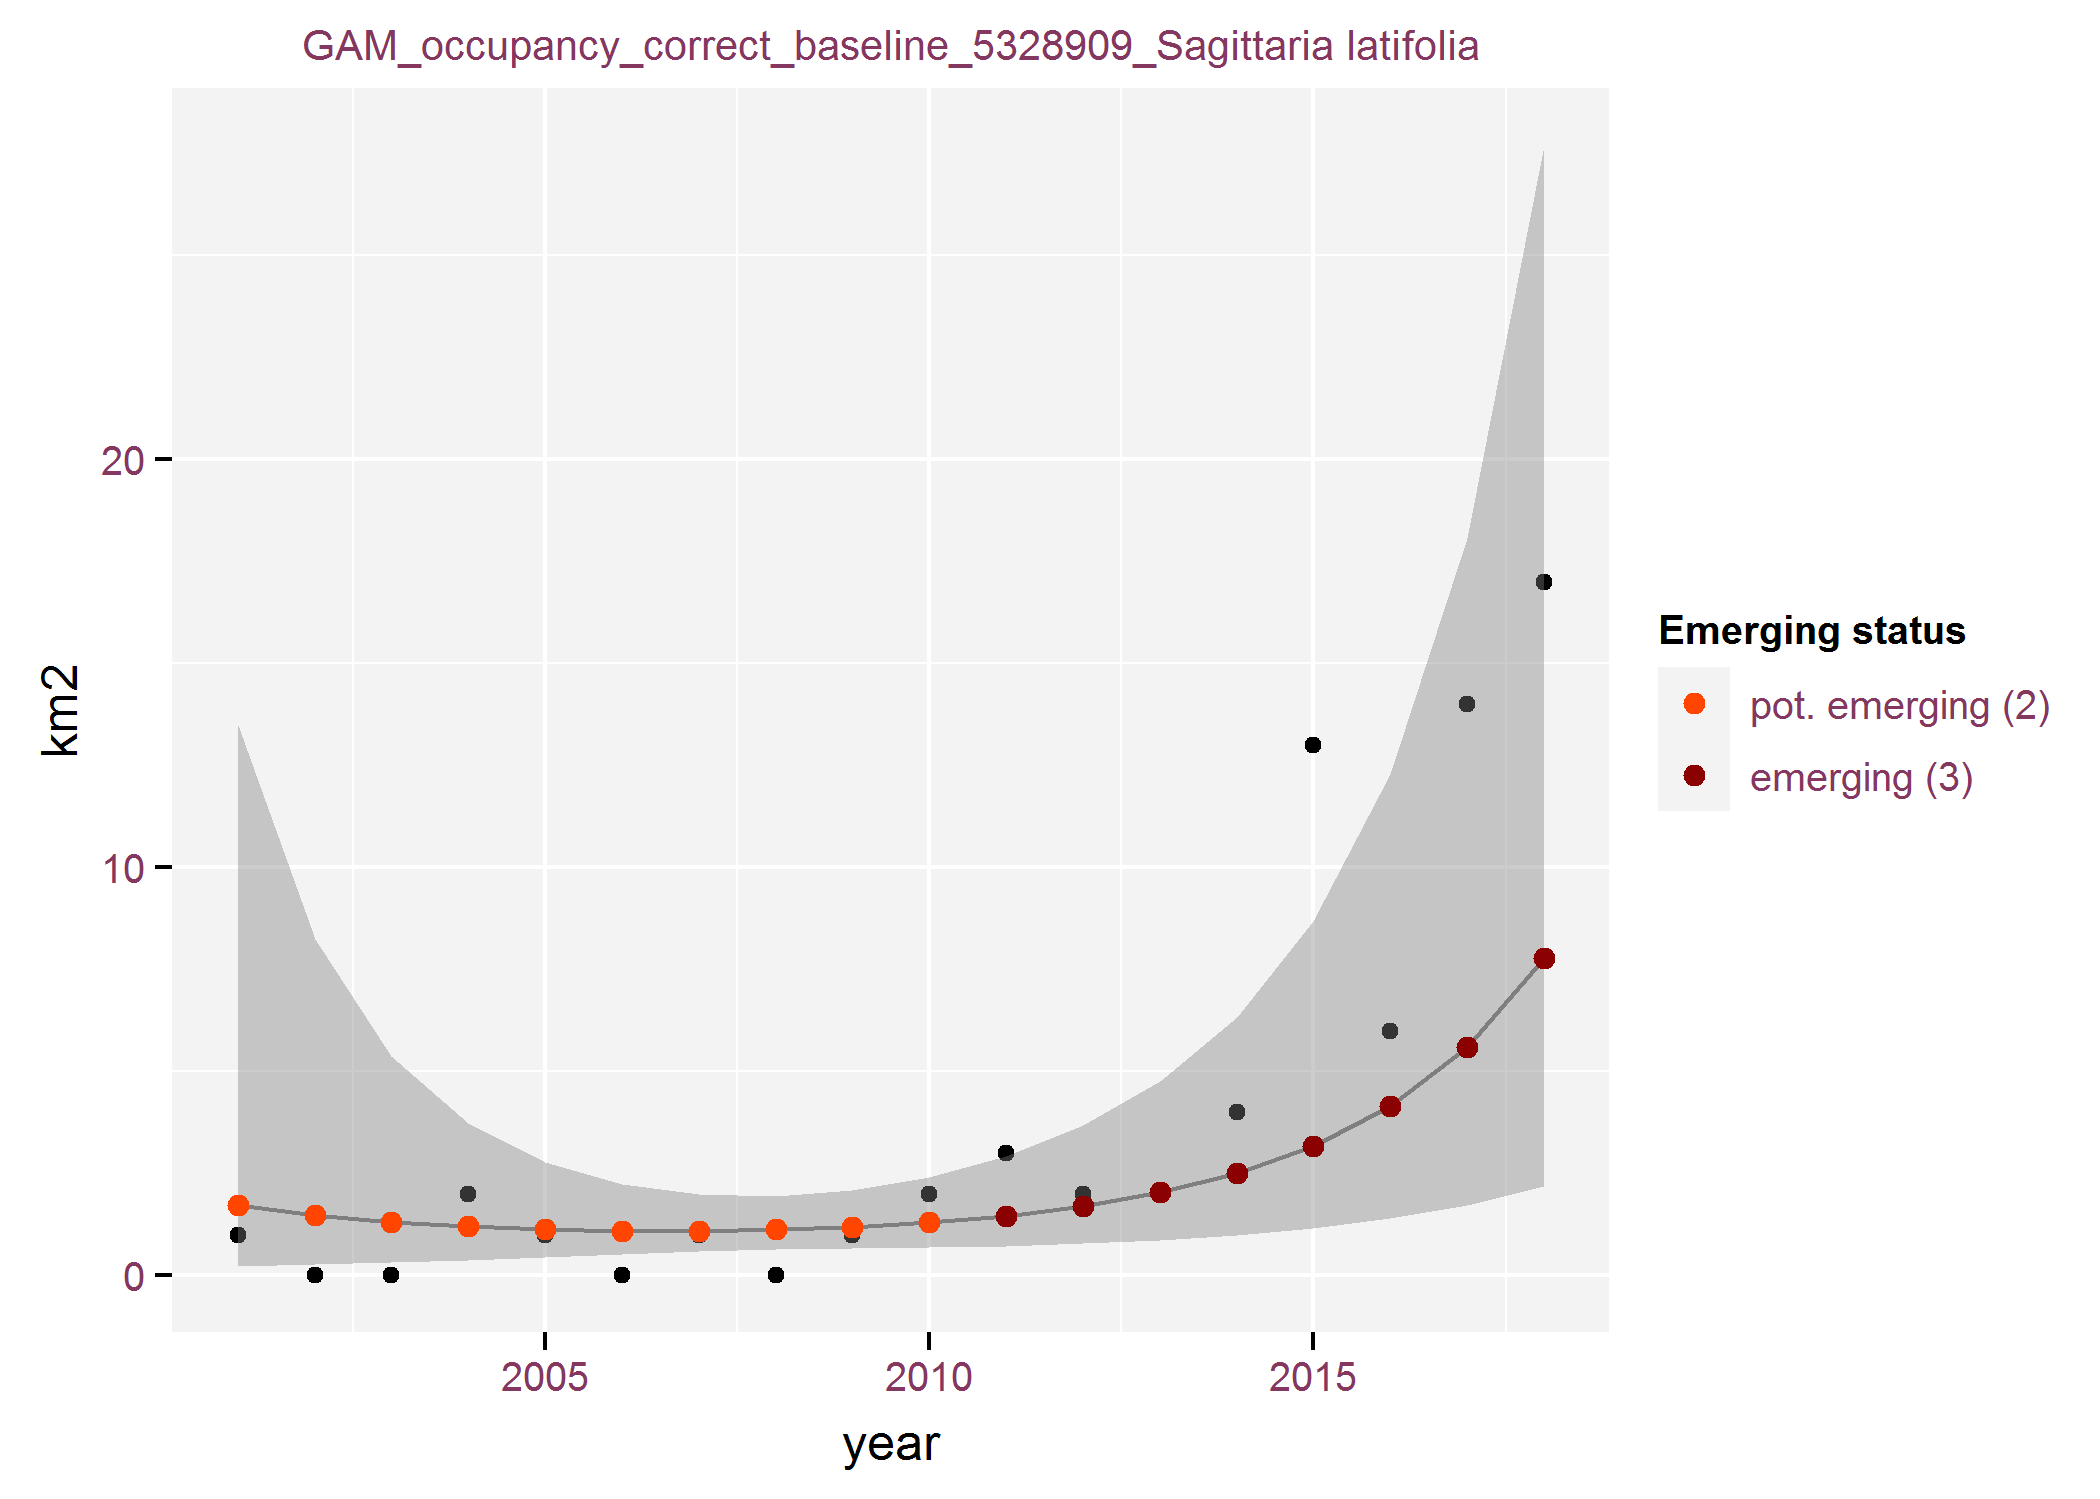 GAM_occupancy_correct_baseline_5328909_Sagittaria latifolia
km2
20
10
0
2005 2010 2015
year
Emerging status
pot. emerging (2)
emerging (3)